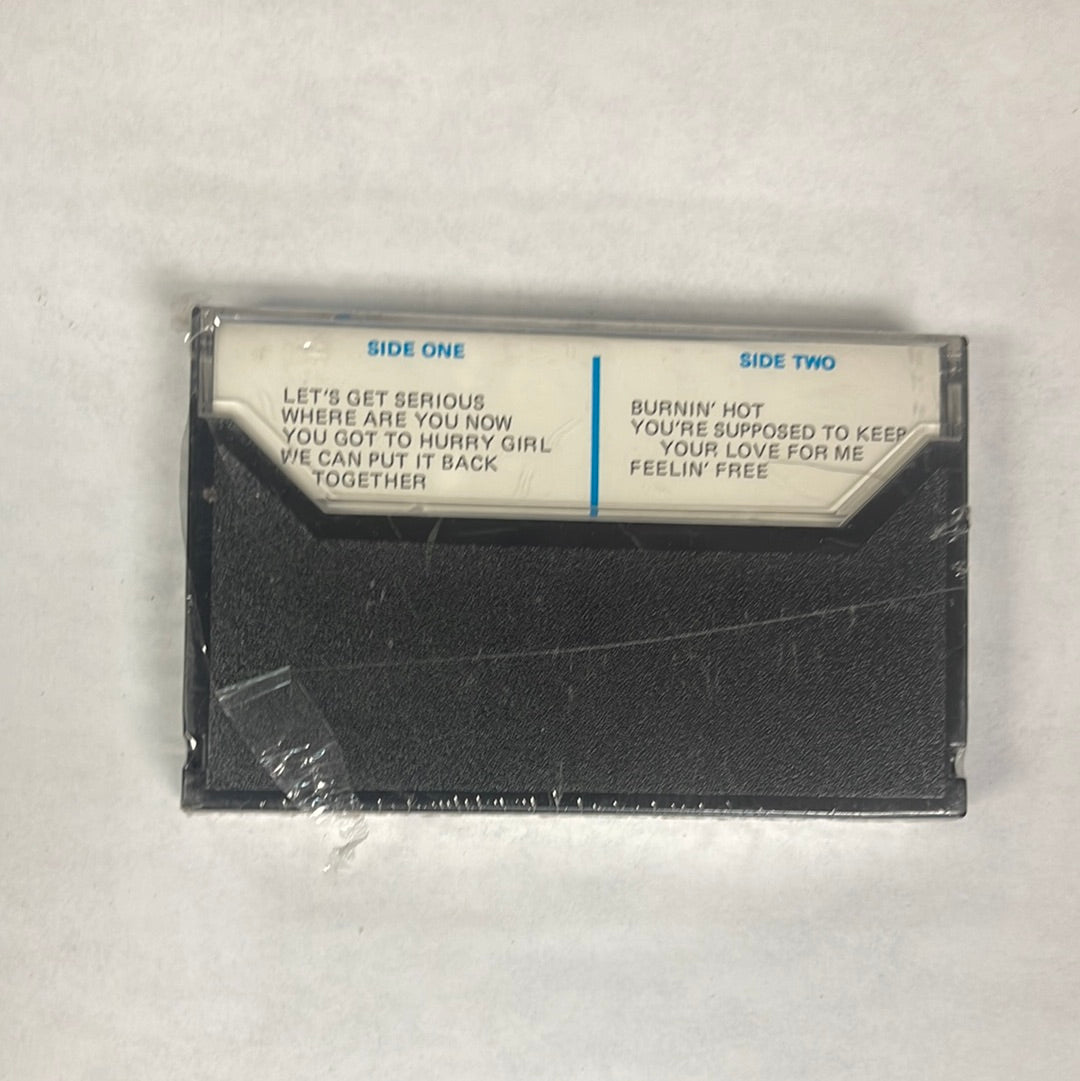 SIDE ONE
LET'S GET SERIOUS
WHERE ARE YOU NOW
YOU GOT TO HURRY GIRL
WE CAN PUT IT BACK
TOGETHER
SIDE TWO
BURNIN' HOT
YOU'RE SUPPOSED TO KEEP
YOUR LOVE FOR ME
FEELIN' FREE